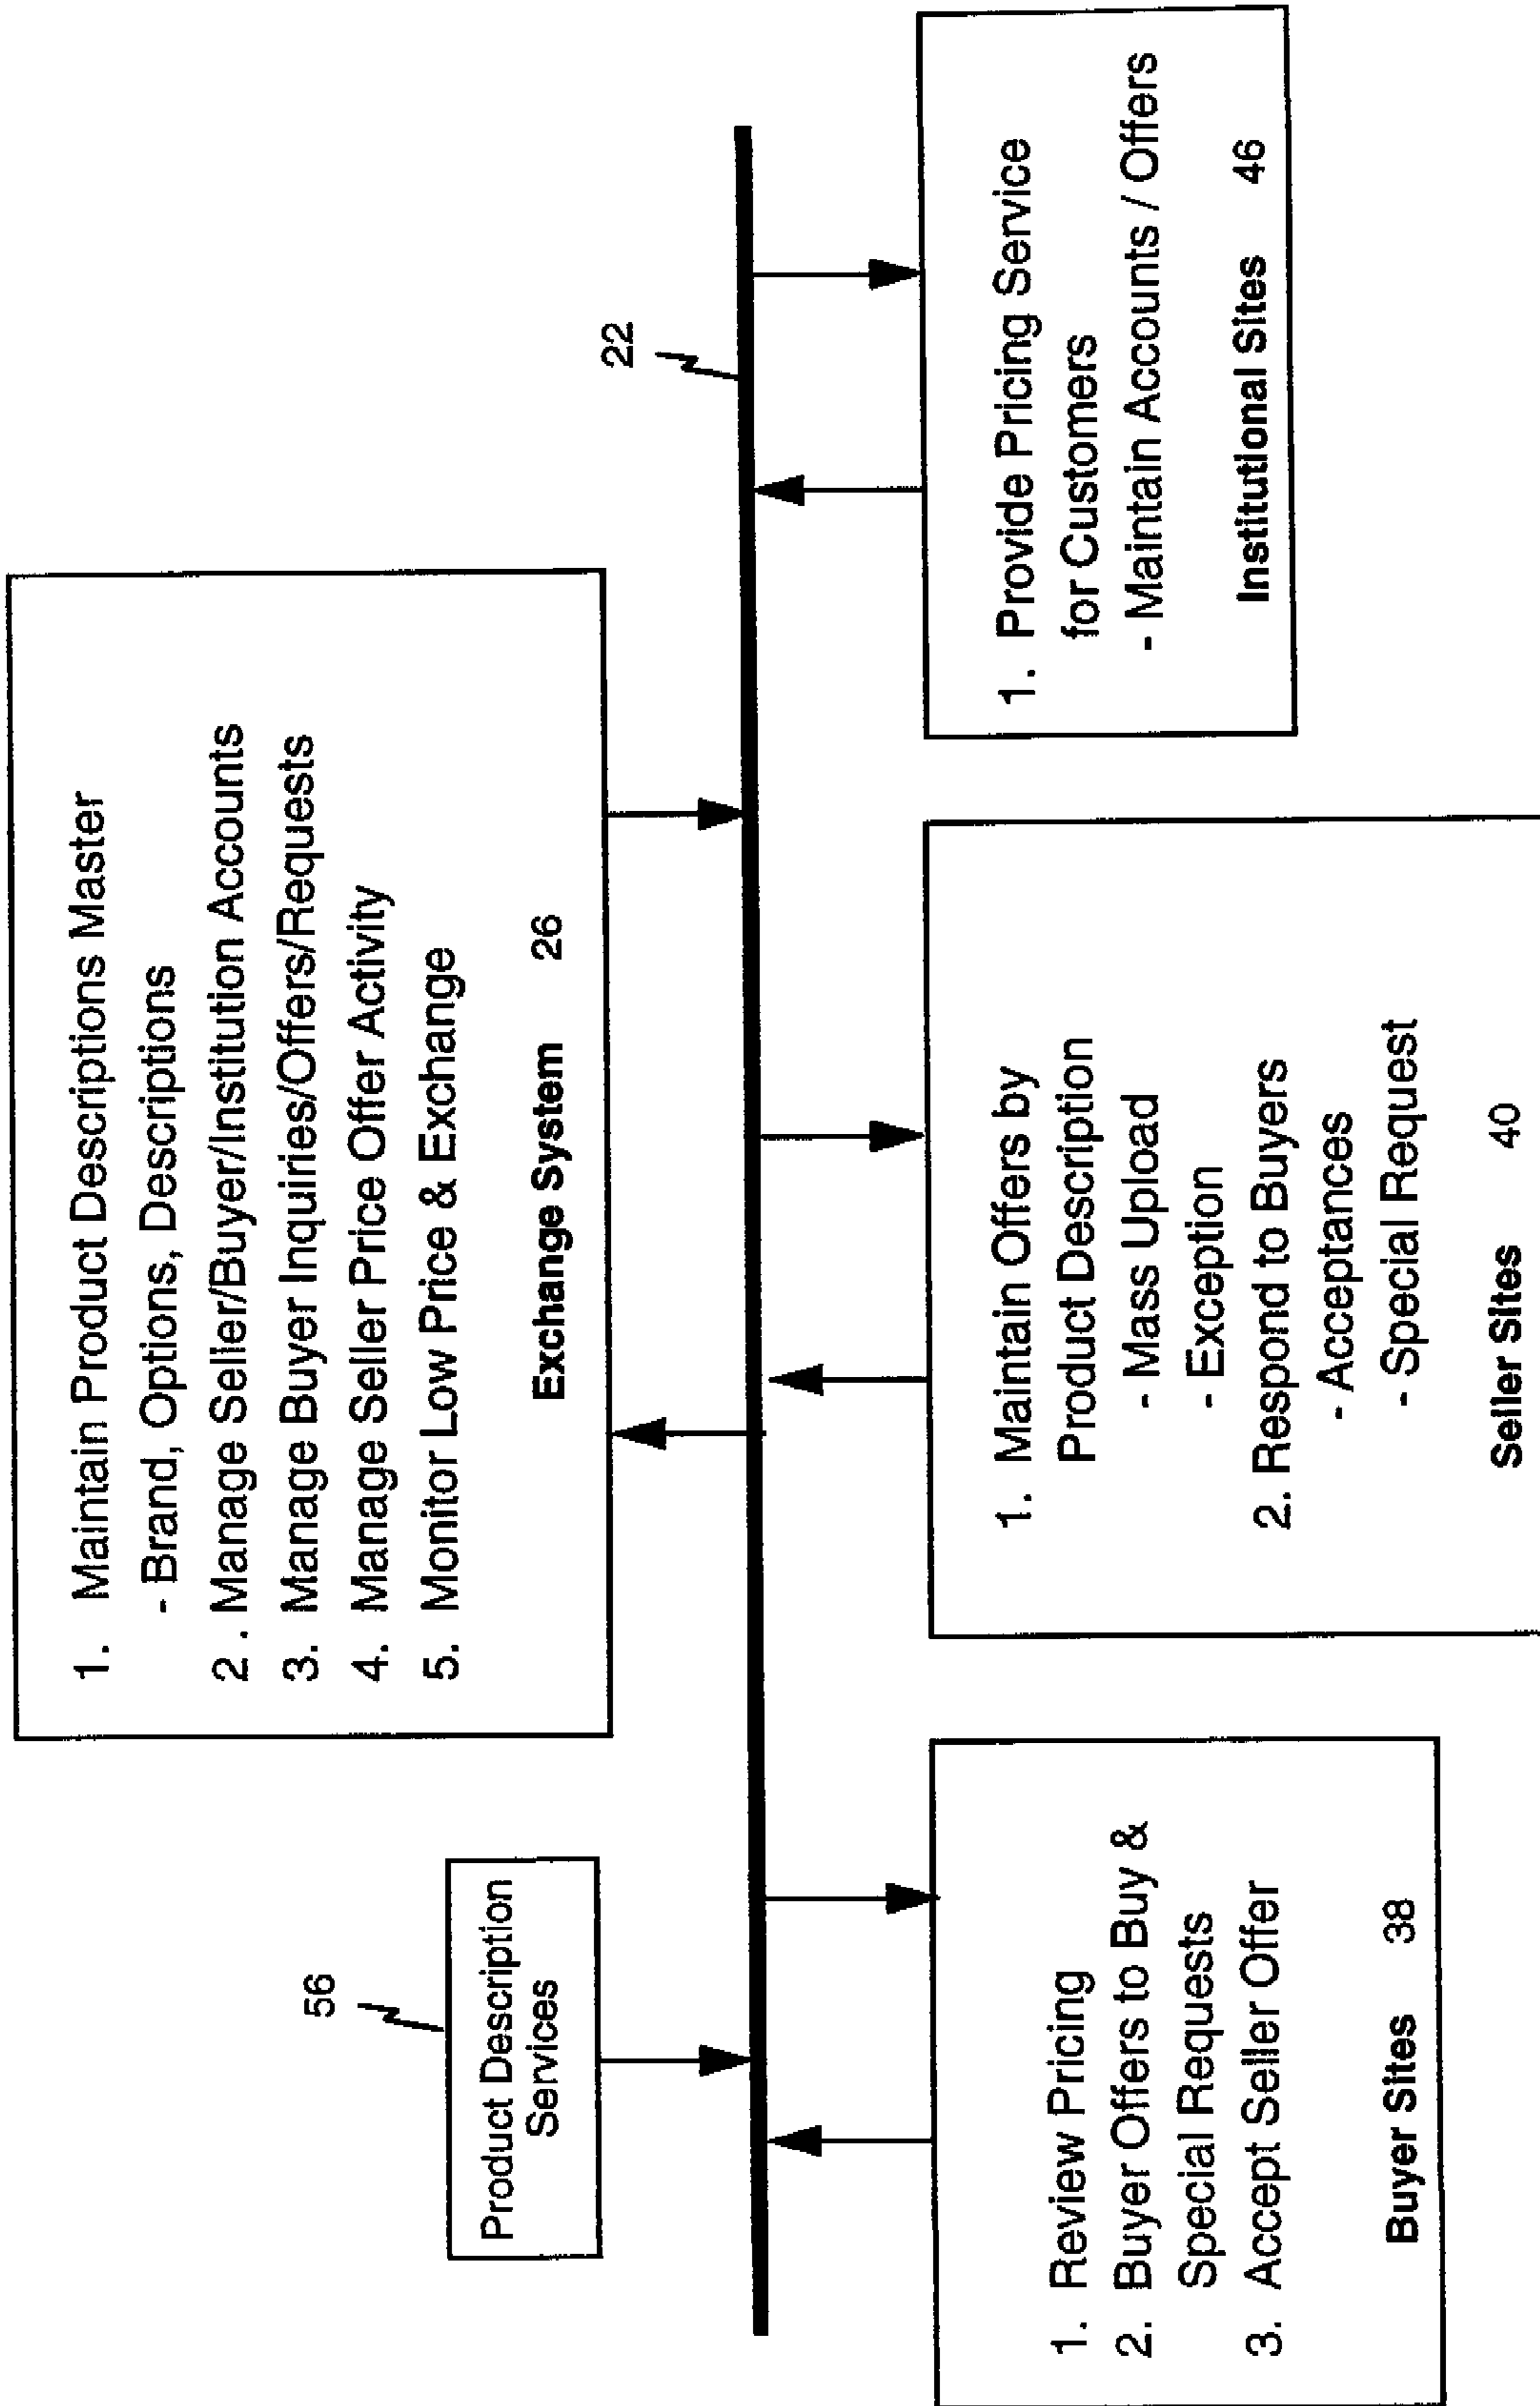 56
Product Description
Services
1. Maintain Product Descriptions Master
- Brand, Options, Descriptions
2. Manage Seller/Buyer/Institution Accounts
3. Manage Buyer Inquiries/Offers/Requests
4. Manage Seller Price Offer Activity
5. Monitor Low Price & Exchange
Exchange System 26
22
1. Review Pricing
2. Buyer Offers to Buy &
Special Requests
3. Accept Seller Offer
Buyer Sites 38
1. Maintain Offers by
Product Description
- Mass Upload
- Exception
2. Respond to Buyers
- Acceptances
- Special Request
Seller Sites 40
1. Provide Pricing Service
for Customers
- Maintain Accounts / Offers
Institutional Sites 46